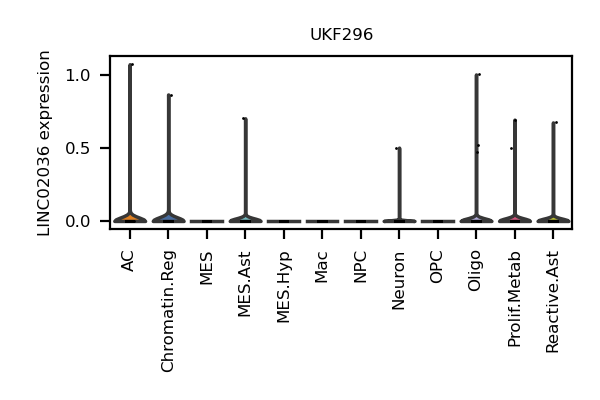 UKF296
LINC02036 expression
1.0
0.5
0.0
AC
Chromatin.Reg
MES
MES.Ast
MES.Hyp
Mac
NPC
Neuron
OPC
Oligo
Prolif.Metab
Reactive.Ast